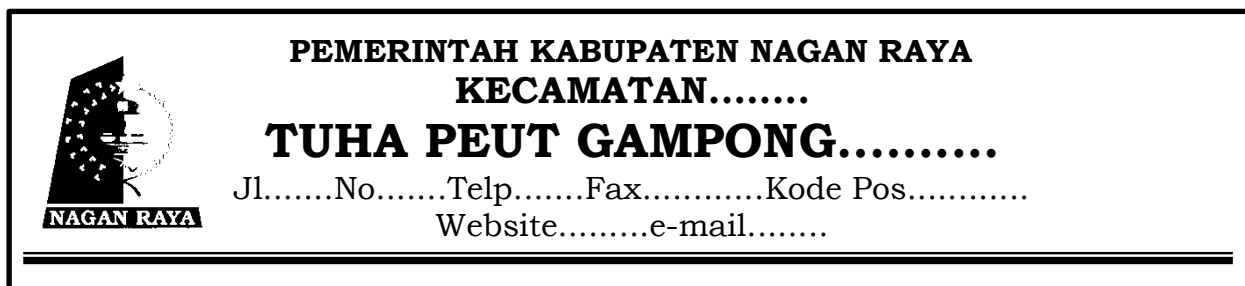 PEMERINTAH KABUPATEN NAGAN RAYA
KECAMATAN........
TUHA PEUT GAMPONG..........
Jl.......No.......Telp.......Fax............Kode Pos............
Website.........e-mail........
NAGAN RAYA